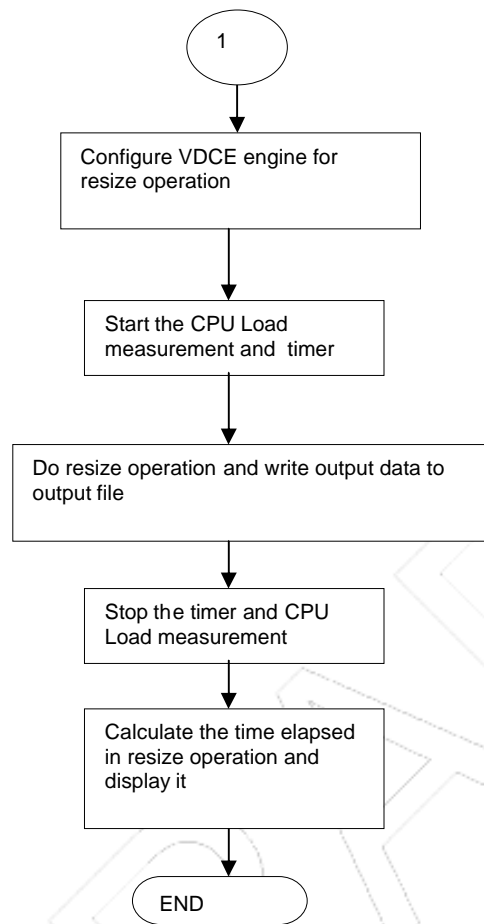 1
Configure VDCE engine for
resize operation
Start the CPU Load
measurement and timer
Do resize operation and write output data to
output file
Stop the timer and CPU
Load measurement
Calculate the time elapsed
in resize operation and
display it
END